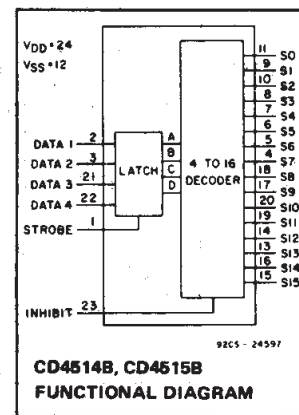 VDD=24
VSS=12
DATA 1 2
DATA 2 3
DATA 3 21
DATA 4 22
STROBE 1
INHIBIT 23
LATCH
A
B
C
D
4 TO 16
DECODER
11 S0
9 S1
10 S2
8 S3
7 S4
6 S5
5 S6
4 S7
18 S8
17 S9
20 S10
19 S11
14 S12
13 S13
16 S14
15 S15
92CS-24597
CD4514B, CD4515B
FUNCTIONAL DIAGRAM